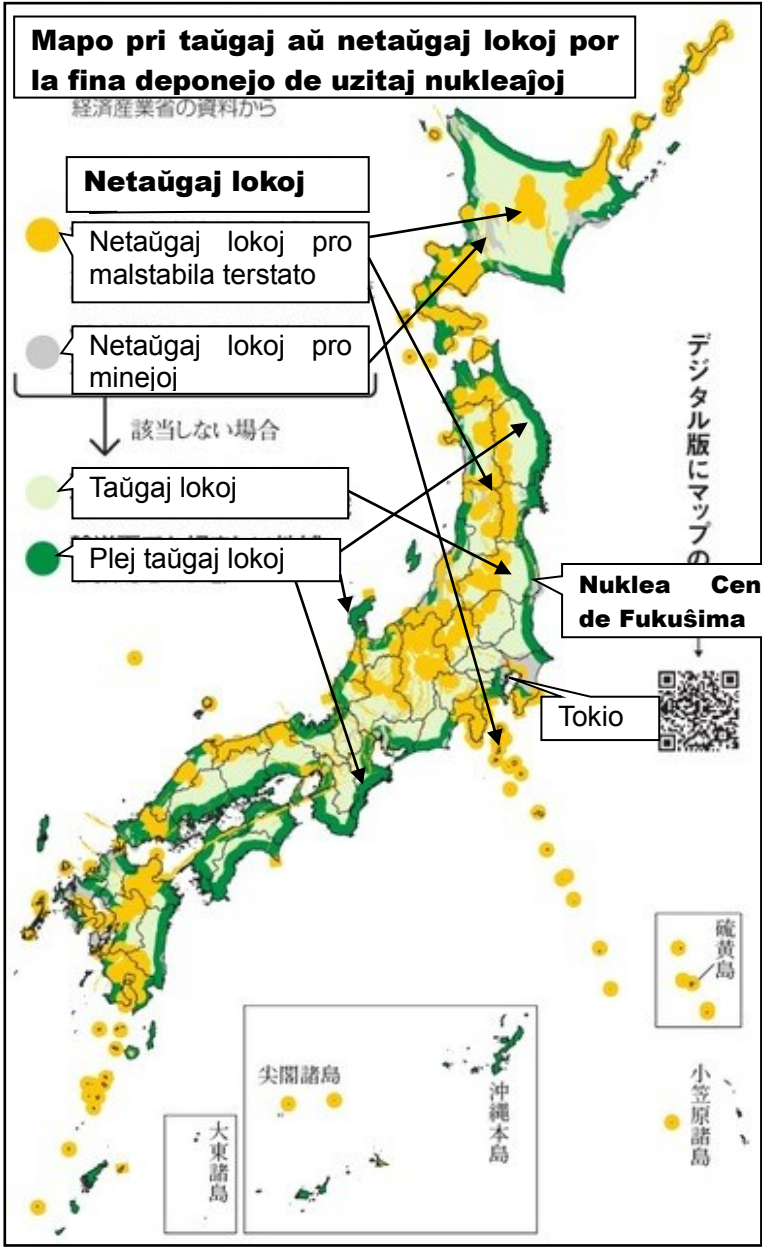 Mapo pri taŭgaj aŭ netaŭgaj lokoj por
la fina deponejo de uzitaj nukleaĵoj
経済産業省の資料から
Netaŭgaj lokoj
Netaŭgaj lokoj pro
malstabila terstato
Netaŭgaj lokoj pro
minejoj
該当しない場合
Taŭgaj lokoj
Plej taŭgaj lokoj
デジタル版にマップの
Nuklea Cen
de Fukuŝima
Tokio
硫黄島
尖閣諸島
沖縄本島
大東諸島
小笠原諸島